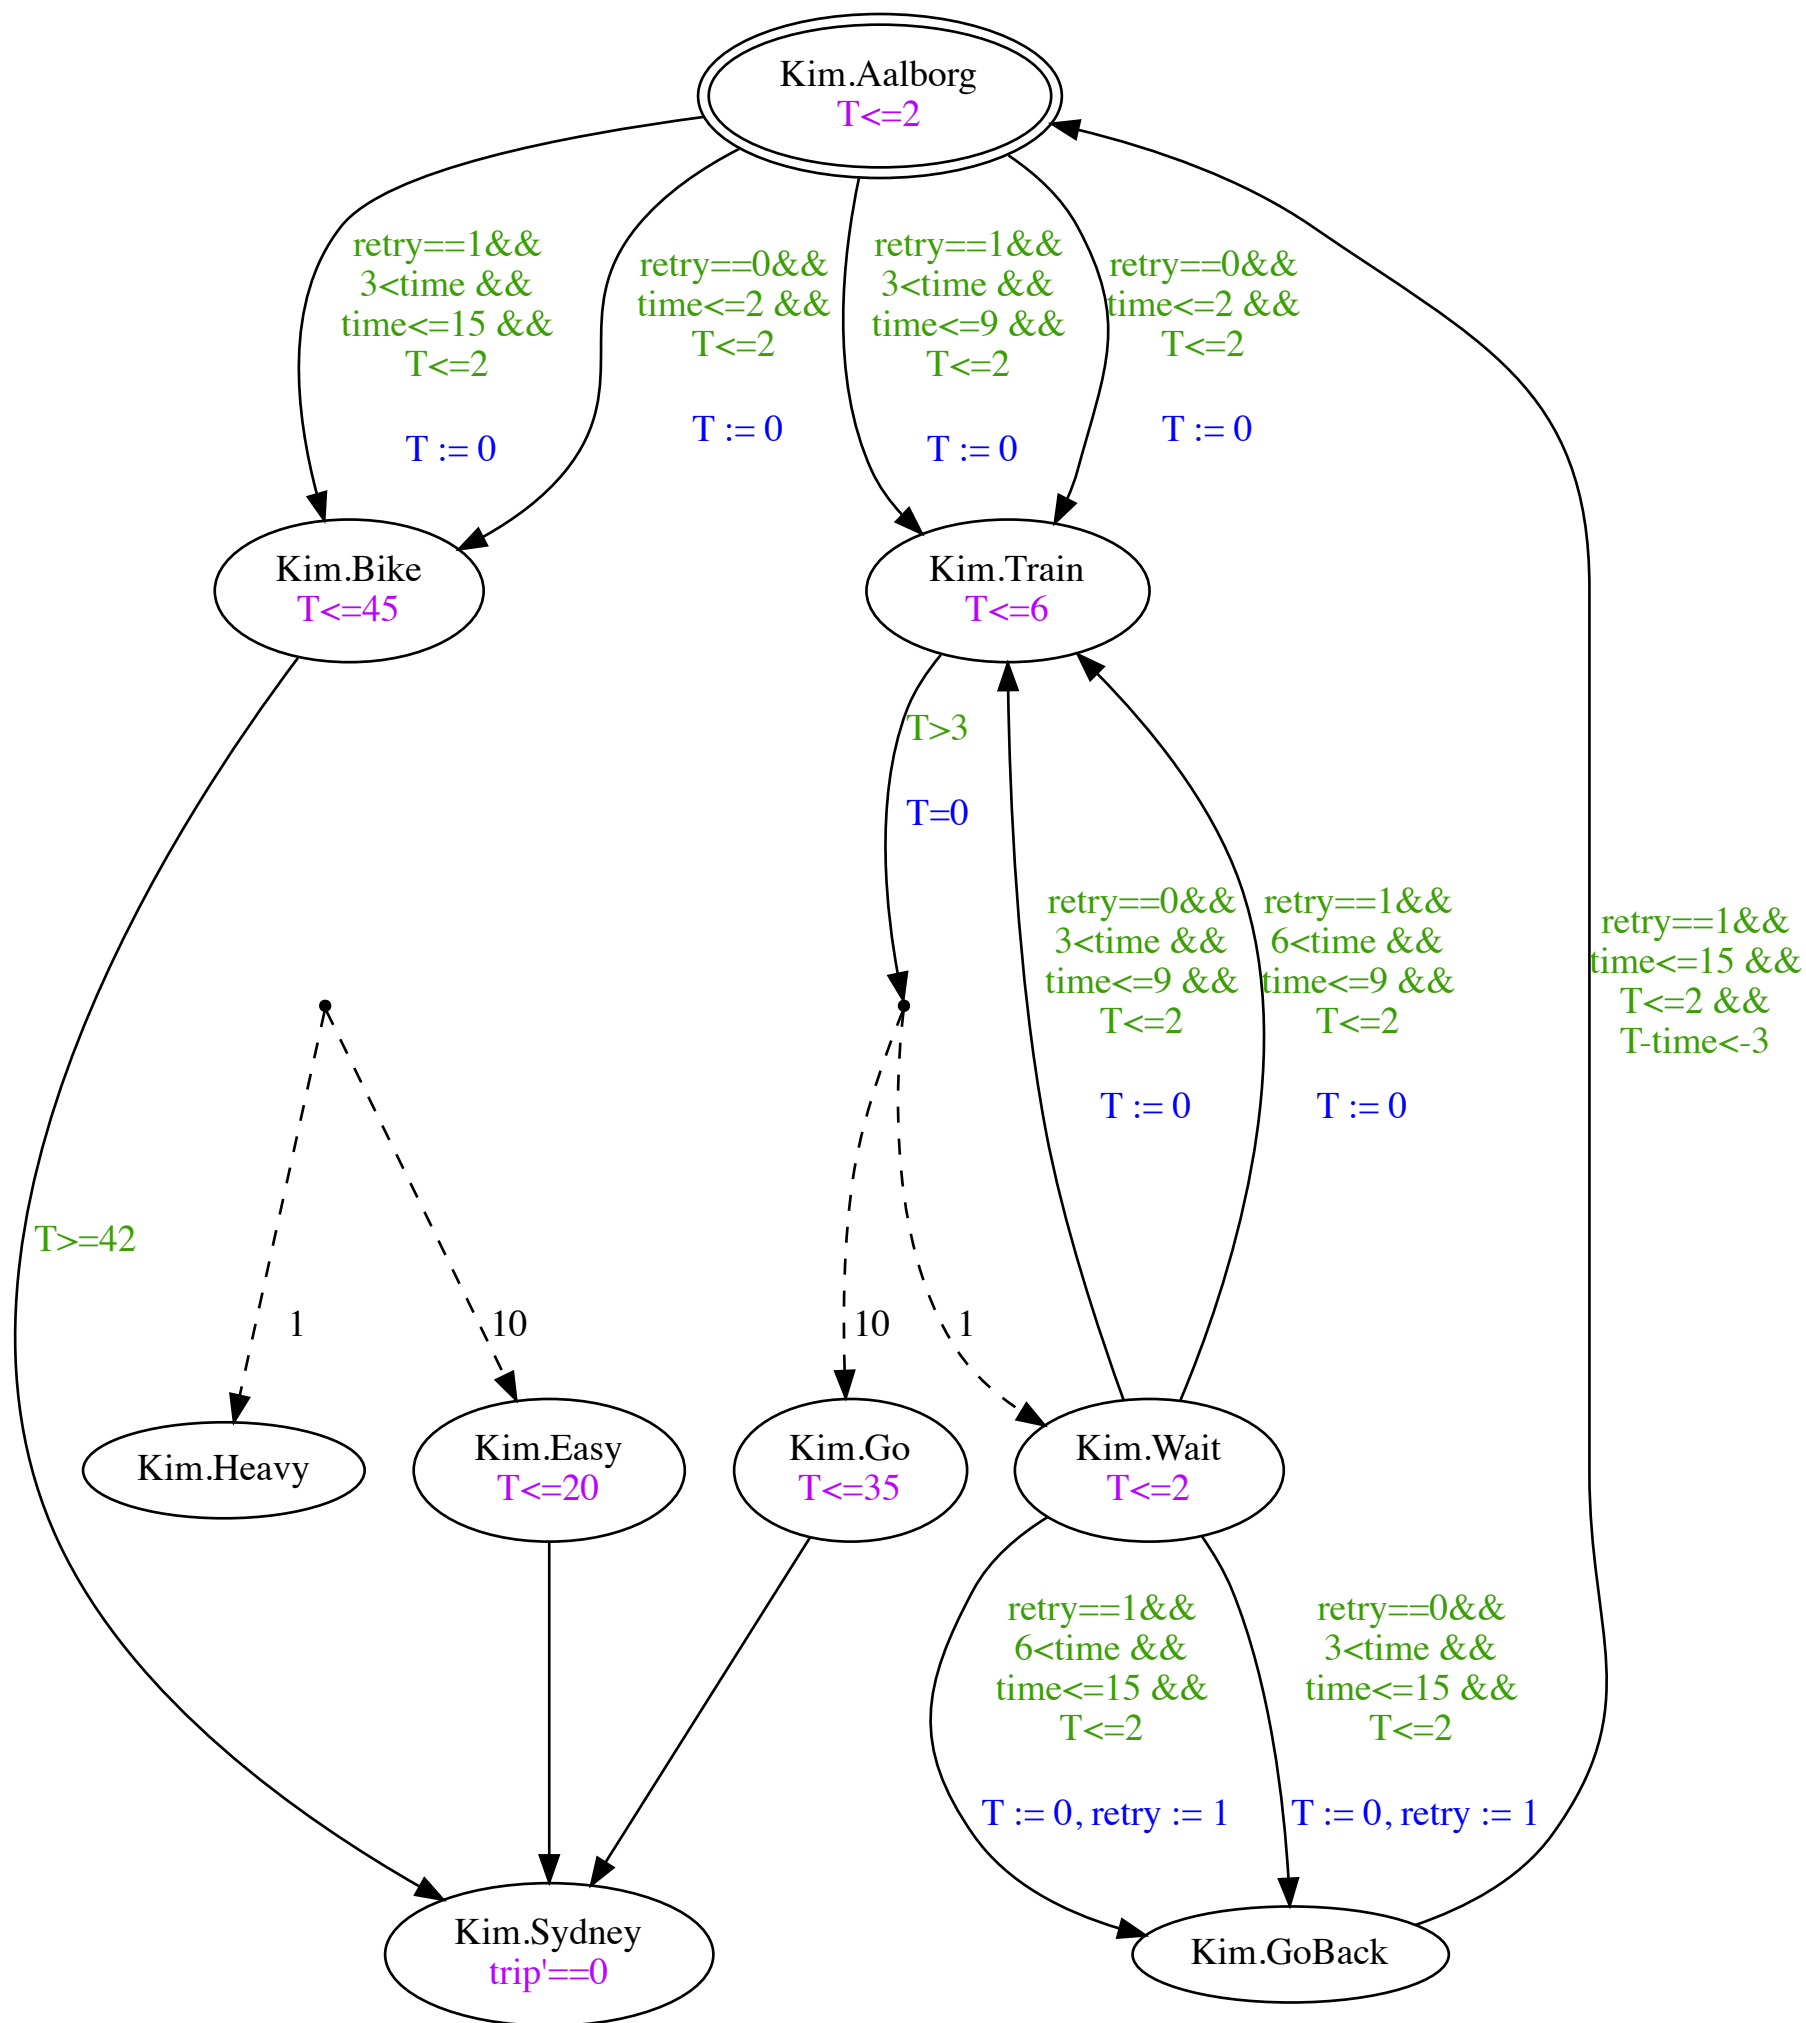 Kim.Aalborg
T<=2
retry==1&&
3<time &&
time<=15 &&
T<=2
T := 0
retry==0&&
time<=2 &&
T<=2
T := 0
retry==1&&
3<time &&
time<=9 &&
T<=2
T := 0
retry==0&&
time<=2 &&
T<=2
T := 0
Kim.Bike
T<=45
Kim.Train
T<=6
T>3
T=0
retry==0&&
3<time &&
time<=9 &&
T<=2
T := 0
retry==1&&
6<time &&
time<=9 &&
T<=2
T := 0
retry==1&&
time<=15 &&
T<=2 &&
T-time<-3
T>=42
1
10
10
1
Kim.Heavy
Kim.Easy
T<=20
Kim.Go
T<=35
Kim.Wait
T<=2
retry==1&&
6<time &&
time<=15 &&
T<=2
T := 0, retry := 1
retry==0&&
3<time &&
time<=15 &&
T<=2
T := 0, retry := 1
Kim.Sydney
trip'==0
Kim.GoBack